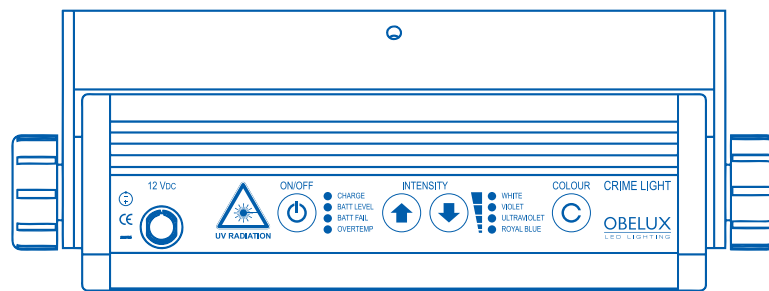 12 VDC
CE
UV RADIATION
ON/OFF
CHARGE
BATT LEVEL
BATT FAIL
OVERTEMP
INTENSITY
WHITE
VIOLET
ULTRAVIOLET
ROYAL BLUE
COLOUR
CRIME LIGHT
OBELUX
LED LIGHTING